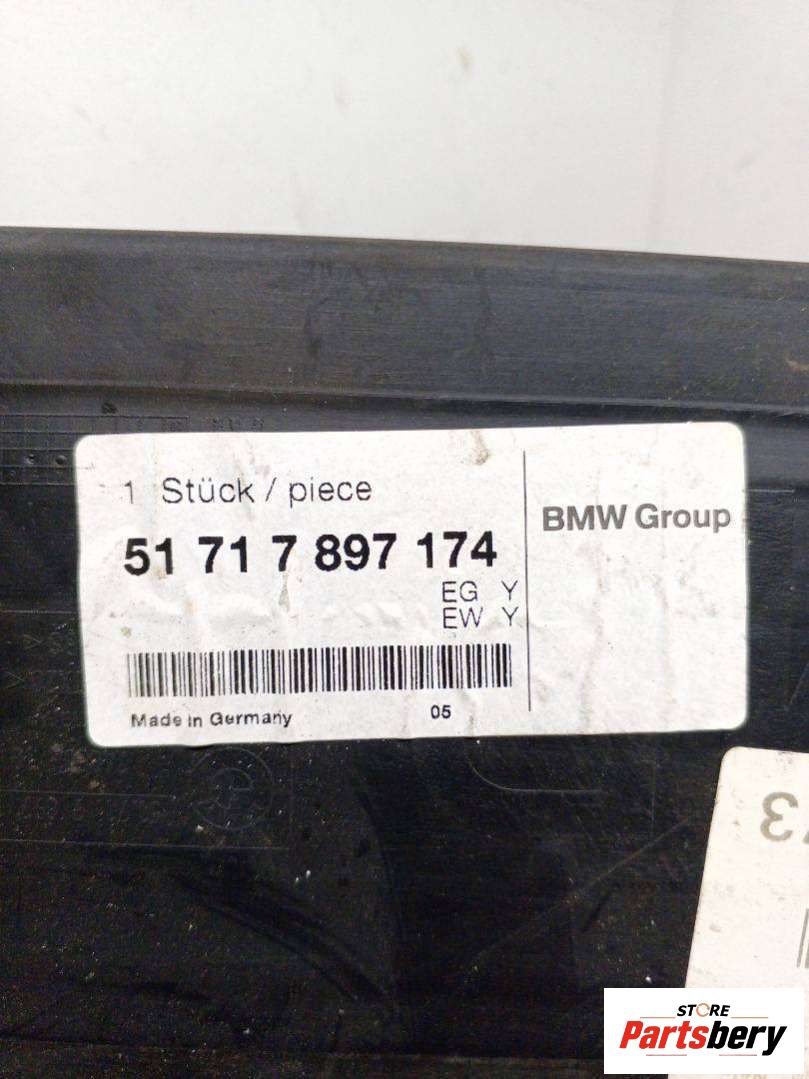 1 Stück / piece
51 71 7 897 174
EG Y
EW Y
Made in Germany 05
BMW Group
STORE
Partsbery